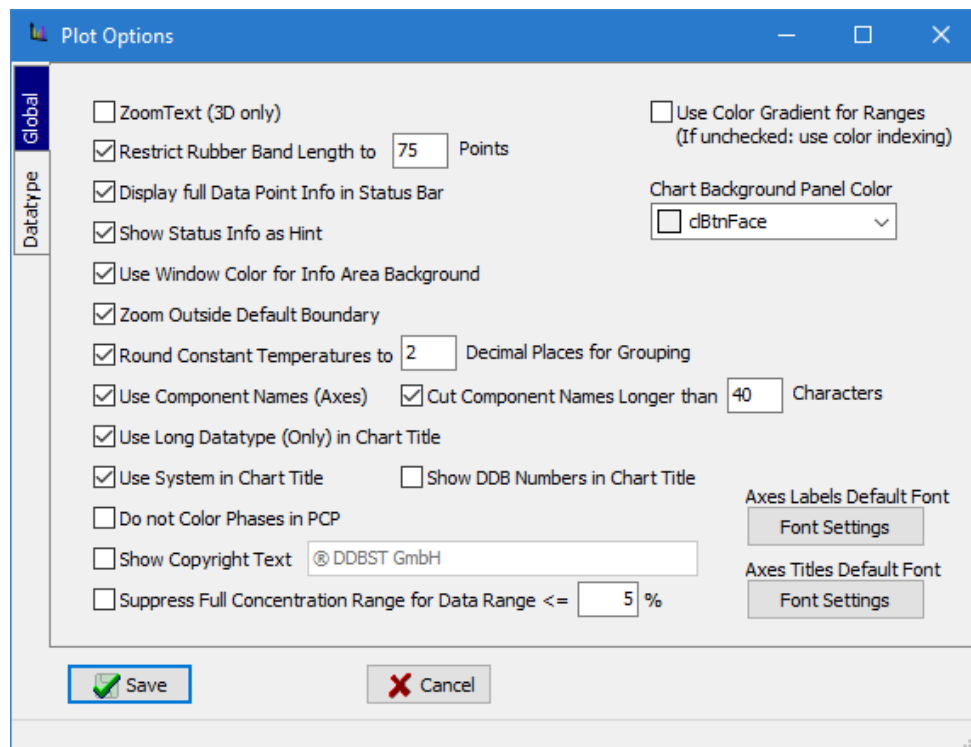 Plot Options
Global
Datatype
ZoomText (3D only)
Use Color Gradient for Ranges
(If unchecked: use color indexing)
Restrict Rubber Band Length to 75 Points
Display full Data Point Info in Status Bar
Chart Background Panel Color
clBtnFace
Show Status Info as Hint
Use Window Color for Info Area Background
Zoom Outside Default Boundary
Round Constant Temperatures to 2 Decimal Places for Grouping
Use Component Names (Axes) Cut Component Names Longer than 40 Characters
Use Long Datatype (Only) in Chart Title
Use System in Chart Title Show DDB Numbers in Chart Title
Axes Labels Default Font
Font Settings
Do not Color Phases in PCP
Show Copyright Text ® DDBST GmbH
Axes Titles Default Font
Font Settings
Suppress Full Concentration Range for Data Range <= 5 %
Save Cancel